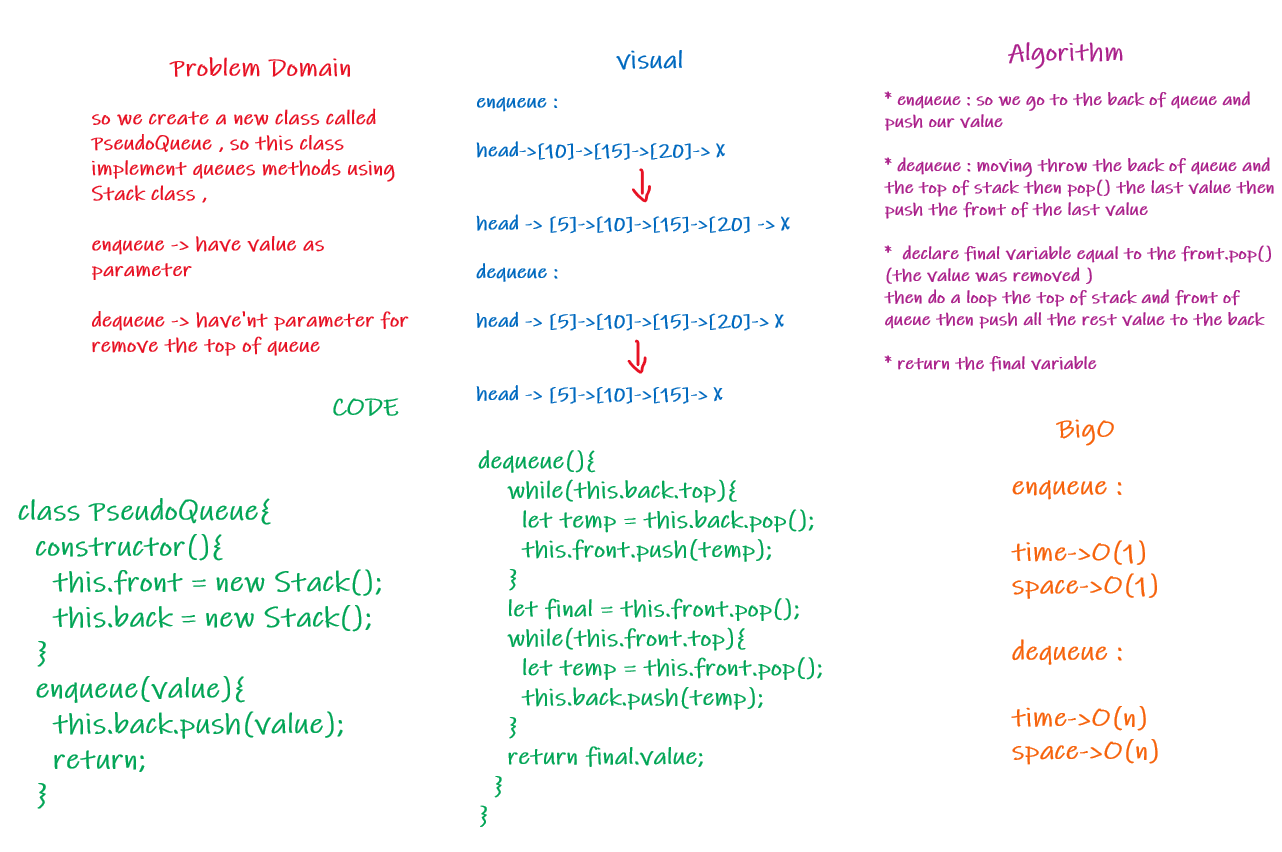 Problem Domain
so we create a new class called
PseudoQueue , so this class
implement queues methods using
Stack class ,
enqueue -> have value as
parameter
dequeue -> have'nt parameter for
remove the top of queue
visual
enqueue :
head->[10]->[15]->[20]-> X
head -> [5]->[10]->[15]->[20] -> X
dequeue :
head -> [5]->[10]->[15]->[20]-> X
head -> [5]->[10]->[15]-> X
Algorithm
* enqueue : so we go to the back of queue and
push our value
* dequeue : moving throw the back of queue and
the top of stack then pop() the last value then
push the front of the last value
* declare final variable equal to the front.pop()
(the value was removed )
then do a loop the top of stack and front of
queue then push all the rest value to the back
* return the final variable
CODE
class PseudoQueue{
constructor(){
this.front = new Stack();
this.back = new Stack();
}
enqueue(value){
this.back.push(value);
return;
}
dequeue(){
while(this.back.top){
let temp = this.back.pop();
this.front.push(temp);
}
let final = this.front.pop();
while(this.front.top){
let temp = this.front.pop();
this.back.push(temp);
}
return final.value;
}
}
BigO
enqueue :
time->O(1)
space->O(1)
dequeue :
time->O(n)
space->O(n)